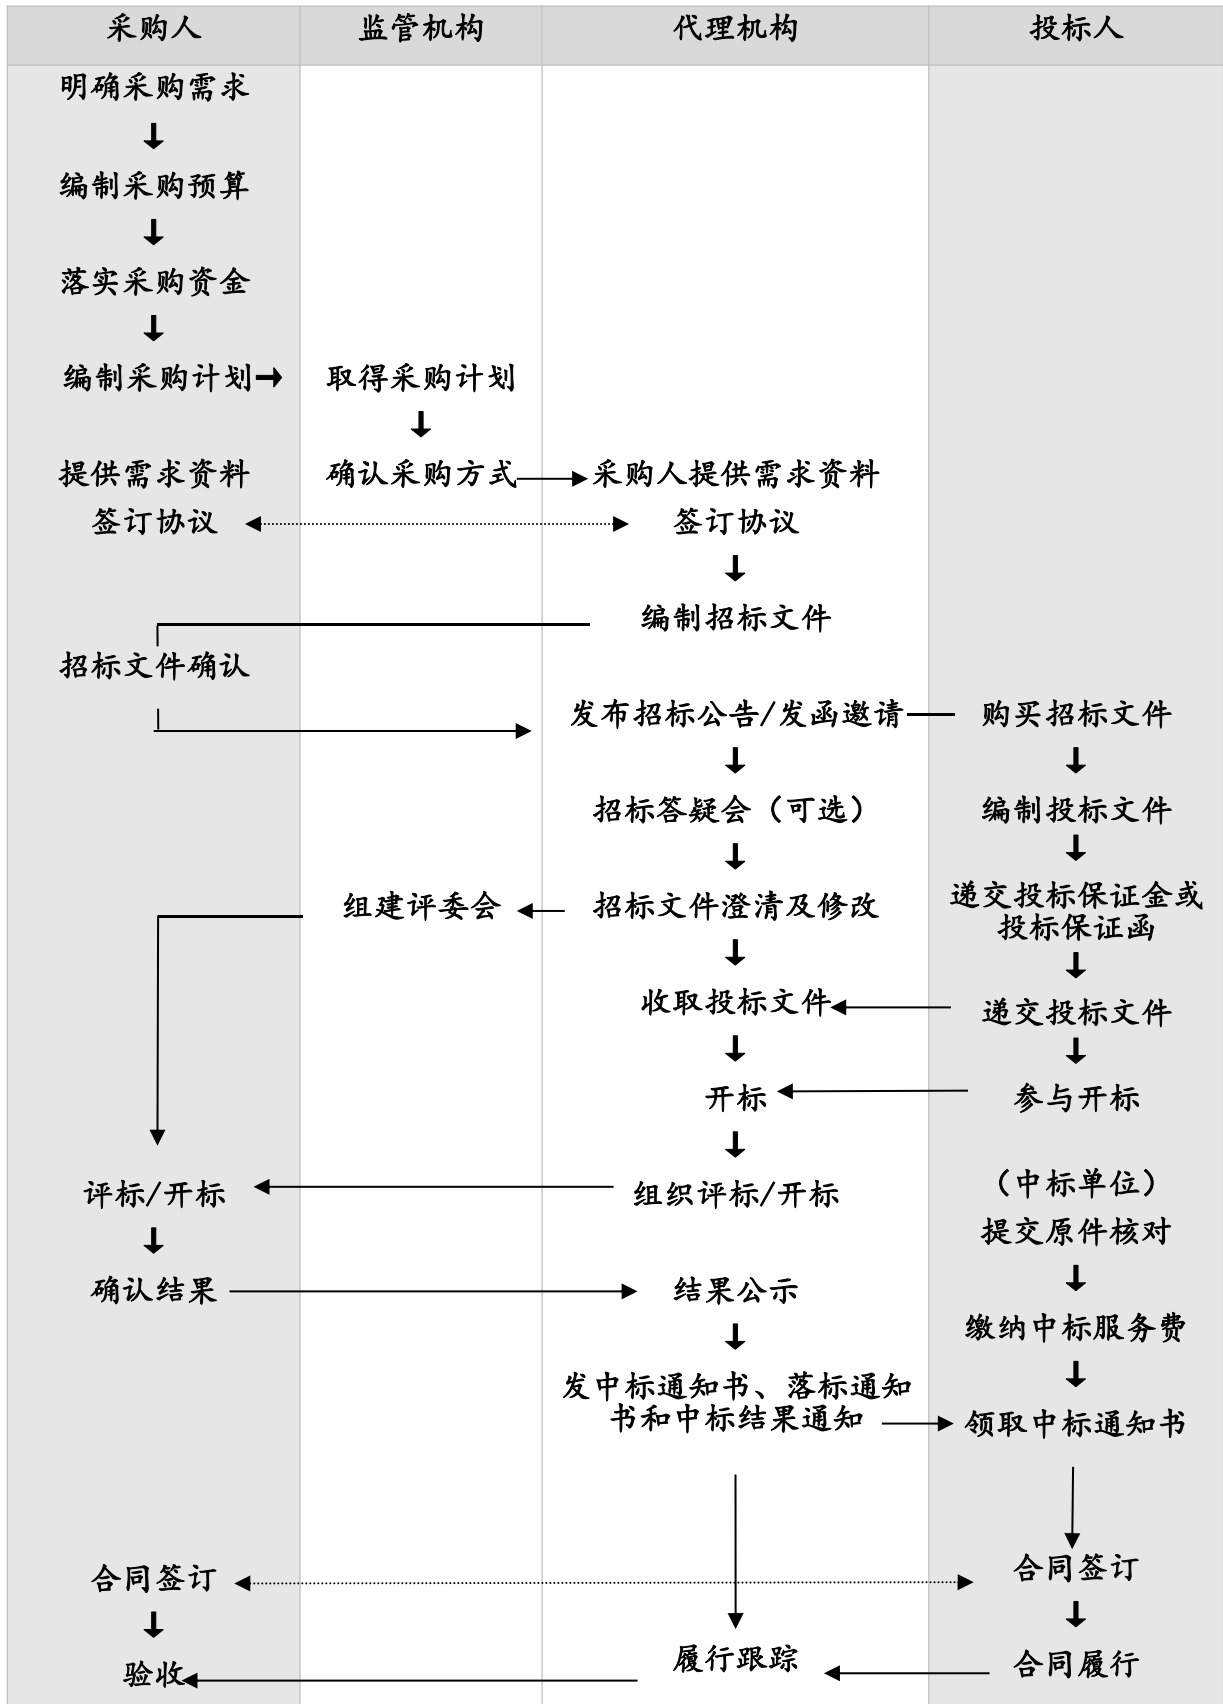 采购人 监管机构 代理机构 投标人
明确采购需求
编制采购预算
落实采购资金
编制采购计划 取得采购计划
提供需求资料 确认采购方式 采购人提供需求资料
签订协议 签订协议
编制招标文件
招标文件确认
发布招标公告/发函邀请 购买招标文件
招标答疑会（可选） 编制投标文件
组建评委会 招标文件澄清及修改 递交投标保证金或
投标保证函
收取投标文件 递交投标文件
开标 参与开标
（中标单位）
评标/开标 组织评标/开标
提交原件核对
确认结果 结果公示
缴纳中标服务费
发中标通知书、落标通知
书和中标结果通知 领取中标通知书
合同签订 合同签订
验收 履行跟踪 合同履行